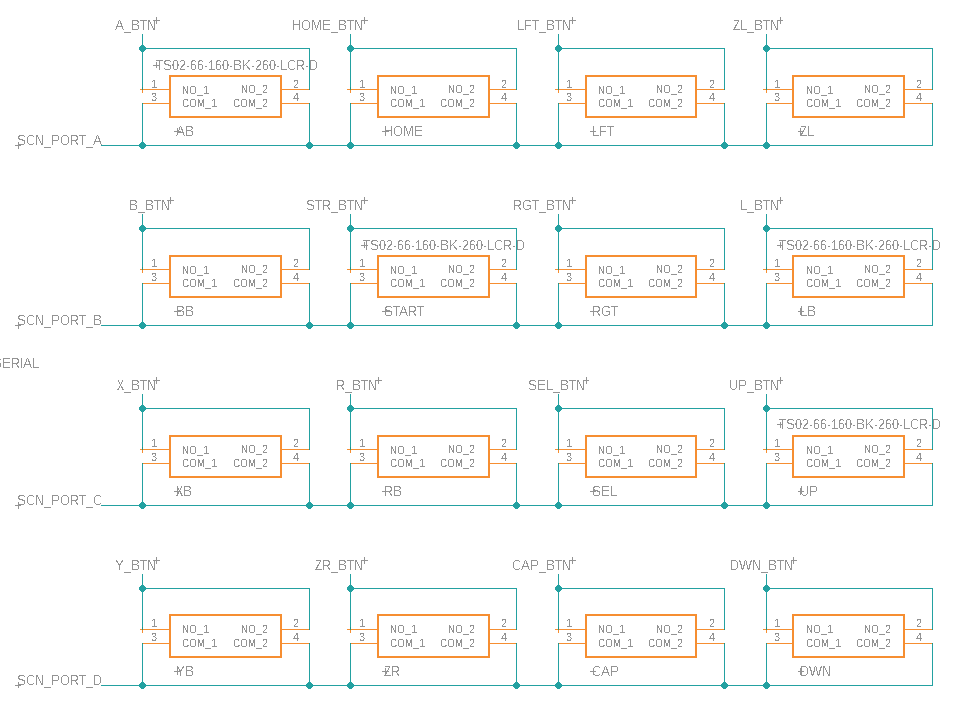 A_BTN HOME_BTN LFT_BTN ZL_BTN
TS02-66-160-BK-260-LCR-D
1 NO_1 NO_2 2 1 NO_1 NO_2 2 1 NO_1 NO_2 2 1 NO_1 NO_2 2
3 COM_1 COM_2 4 3 COM_1 COM_2 4 3 COM_1 COM_2 4 3 COM_1 COM_2 4
AB HOME LFT ZL
SCN_PORT_A
B_BTN STR_BTN RGT_BTN L_BTN
TS02-66-160-BK-260-LCR-D TS02-66-160-BK-260-LCR-D
1 NO_1 NO_2 2 1 NO_1 NO_2 2 1 NO_1 NO_2 2 1 NO_1 NO_2 2
3 COM_1 COM_2 4 3 COM_1 COM_2 4 3 COM_1 COM_2 4 3 COM_1 COM_2 4
BB START RGT LB
SCN_PORT_B
SERIAL
X_BTN R_BTN SEL_BTN UP_BTN
TS02-66-160-BK-260-LCR-D
1 NO_1 NO_2 2 1 NO_1 NO_2 2 1 NO_1 NO_2 2 1 NO_1 NO_2 2
3 COM_1 COM_2 4 3 COM_1 COM_2 4 3 COM_1 COM_2 4 3 COM_1 COM_2 4
XB RB SEL UP
SCN_PORT_C
Y_BTN ZR_BTN CAP_BTN DWN_BTN
1 NO_1 NO_2 2 1 NO_1 NO_2 2 1 NO_1 NO_2 2 1 NO_1 NO_2 2
3 COM_1 COM_2 4 3 COM_1 COM_2 4 3 COM_1 COM_2 4 3 COM_1 COM_2 4
YB ZR CAP DWN
SCN_PORT_D